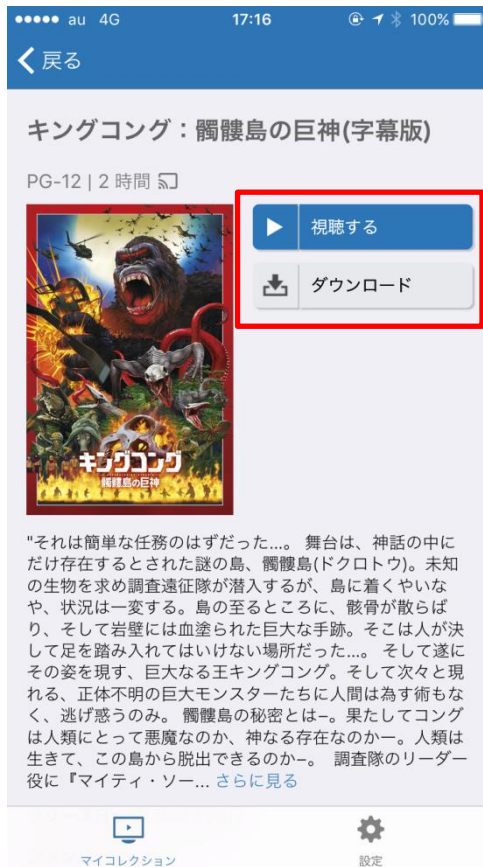 au 4G 17:16 100%
戻る
キングコング：髑髏島の巨神(字幕版)
PG-12 | 2 時間
視聴する
ダウンロード
キングコング
髑髏島の巨神
"それは簡単な任務のはずだった...。 舞台は、神話の中に
だけ存在するとされた謎の島、髑髏島(ドクロトウ)。未知
の生物を求め調査遠征隊が潜入するが、島に着くやいな
や、状況は一変する。島の至るところに、骸骨が散らば
り、そして岩壁には血塗られた巨大な手跡。そこは人が決
して足を踏み入れてはいけない場所だった...。 そして遂に
その姿を現す、巨大なる王キングコング。そして次々と現
れる、正体不明の巨大モンスターたちに人間は為す術もな
く、逃げ惑うのみ。 髑髏島の秘密とは–。果たしてコング
は人類にとって悪魔なのか、神なる存在なのかー。人類は
生きて、この島から脱出できるのか–。 調査隊のリーダー
役に『マイティ・ソー... さらに見る
マイコレクション
設定